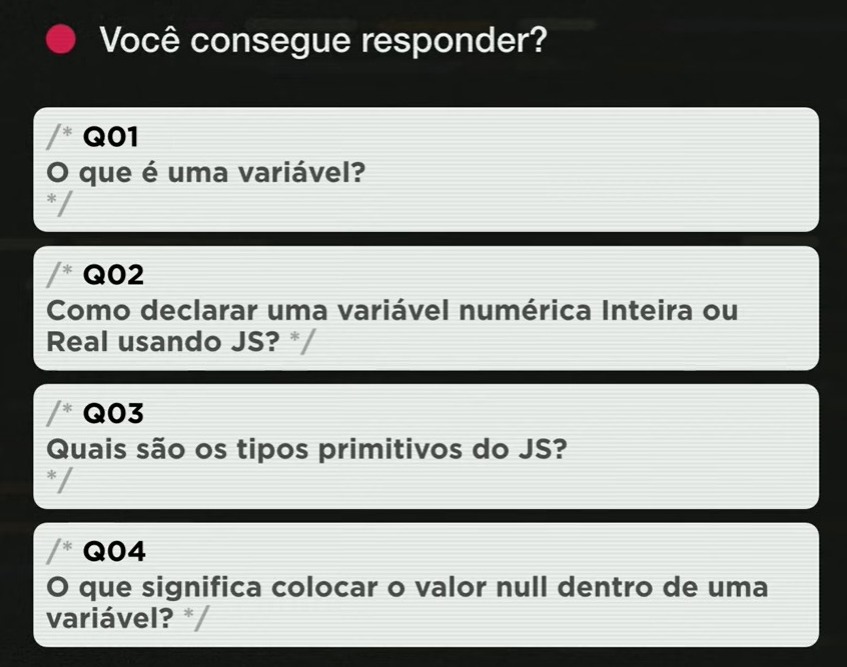 Você consegue responder?
/* Q01
O que é uma variável?
*/
/* Q02
Como declarar uma variável numérica Inteira ou
Real usando JS? */
/* Q03
Quais são os tipos primitivos do JS?
*/
/* Q04
O que significa colocar o valor null dentro de uma
variável? */